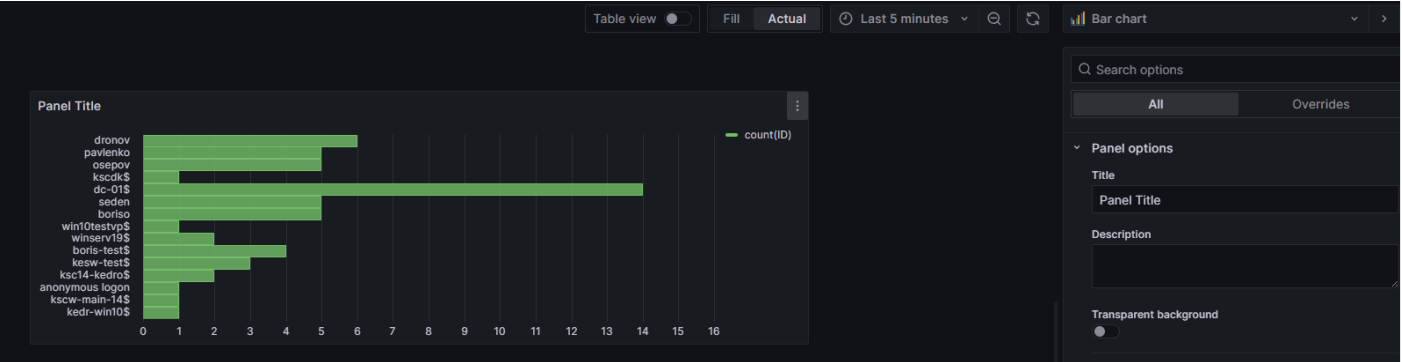 Table view
Fill
Actual
Last 5 minutes
Bar chart
Search options
All
Overrides
Panel options
Title
Panel Title
Description
Transparent background
Panel Title
count(ID)
dronov
pavlenko
osepov
kscdk$
dc-01$
seden
boriso
win10testvp$
winserv19$
boris-test$
kesw-test$
ksc14-kedro$
anonymous logon
kscw-main-14$
kedr-win10$
0 1 2 3 4 5 6 7 8 9 10 11 12 13 14 15 16